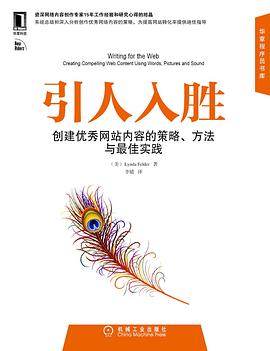 资深网络内容创作专家15年工作经验和研究心得的结晶
系统总结和深入分析创作优秀网络内容的策略、为提高网站转化率提供绝佳指导
华章程序员书库
Writing for the Web
Creating Compelling Web Content Using Words, Pictures and Sound
引人入胜
创建优秀网站内容的策略、方法
与最佳实践
（美）Lynda Felder 著
李婧 译
机械工业出版社
China Machine Press